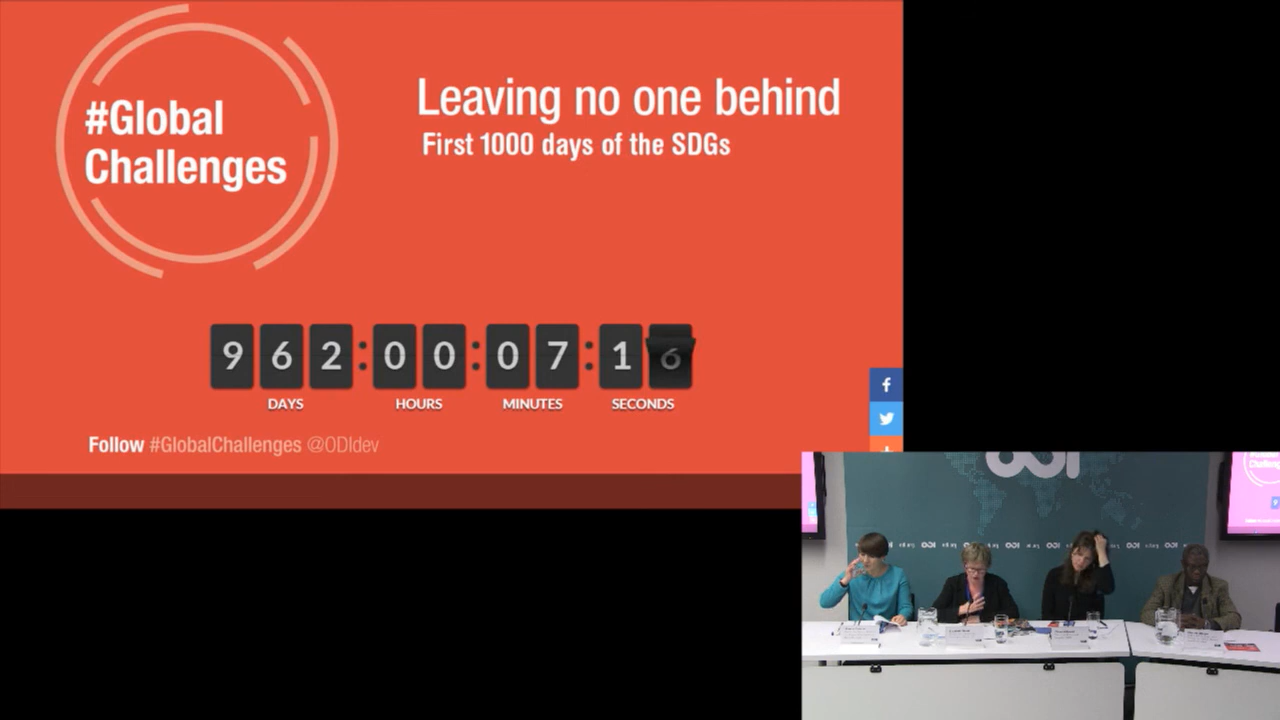 #Global
Challenges
Leaving no one behind
First 1000 days of the SDGs
962:00:07:16
DAYS HOURS MINUTES SECONDS
Follow #GlobalChallenges @ODIdev